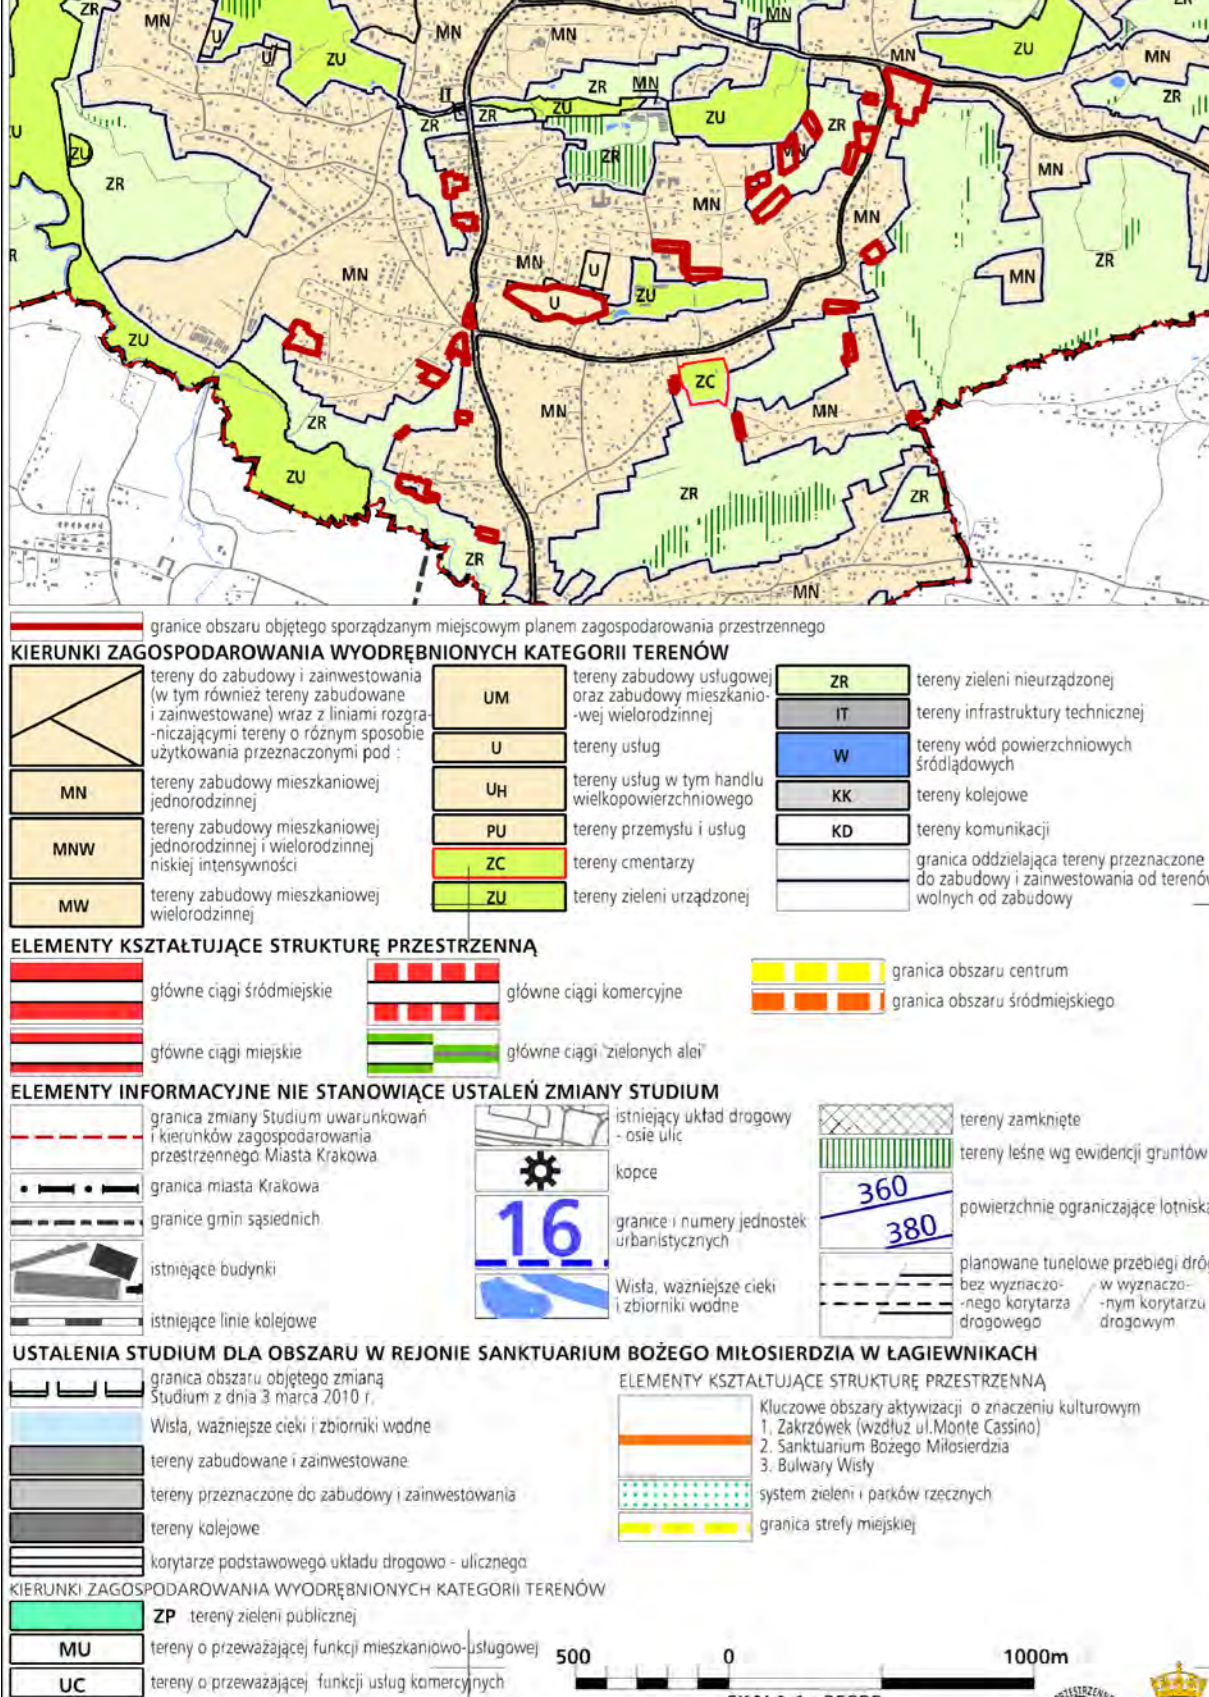 ZR
MN
U
U
ZU
MN
MN
MN
ZR
MN
ZU
MN
ZR
MN
ZR
IT
ZR
ZR
ZU
ZU
ZR
ZU
ZR
ZR
MN
MN
MN
MN
ZR
MN
MN
U
MN
U
ZU
ZU
ZC
MN
MN
ZR
ZU
ZR
ZR
ZR
MN
granice obszaru objętego sporządzanym miejscowym planem zagospodarowania przestrzennego
KIERUNKI ZAGOSPODAROWANIA WYODRĘBNIONYCH KATEGORII TERENÓW
tereny do zabudowy i zainwestowania
(w tym również tereny zabudowane
i zainwestowane) wraz z liniami rozgra-
-niczającymi tereny o różnym sposobie
użytkowania przeznaczonymi pod :
MN tereny zabudowy mieszkaniowej
jednorodzinnej
MNW tereny zabudowy mieszkaniowej
jednorodzinnej i wielorodzinnej
niskiej intensywności
MW tereny zabudowy mieszkaniowej
wielorodzinnej
UM tereny zabudowy usługowej
oraz zabudowy mieszkanio-
-wej wielorodzinnej
U tereny usług
UH tereny usług w tym handlu
wielkopowierzchniowego
PU tereny przemysłu i usług
ZC tereny cmentarzy
ZU tereny zieleni urządzonej
ZR tereny zieleni nieurządzonej
IT tereny infrastruktury technicznej
W tereny wód powierzchniowych
śródlądowych
KK tereny kolejowe
KD tereny komunikacji
granica oddzielająca tereny przeznaczone
do zabudowy i zainwestowania od terenów
wolnych od zabudowy
ELEMENTY KSZTAŁTUJĄCE STRUKTURĘ PRZESTRZENNĄ
główne ciągi śródmiejskie
główne ciągi miejskie
główne ciągi komercyjne
główne ciągi "zielonych alei"
granica obszaru centrum
granica obszaru śródmiejskiego
ELEMENTY INFORMACYJNE NIE STANOWIĄCE USTALEŃ ZMIANY STUDIUM
granica zmiany Studium uwarunkowań
i kierunków zagospodarowania
przestrzennego Miasta Krakowa
granica miasta Krakowa
granice gmin sąsiednich
istniejące budynki
istniejące linie kolejowe
istniejący układ drogowy
- osie ulic
kopce
16 granice i numery jednostek
urbanistycznych
Wisła, ważniejsze cieki
i zbiorniki wodne
tereny zamknięte
tereny leśne wg ewidencji gruntów
360
380
powierzchnie ograniczające lotniska
planowane tunelowe przebiegi dróg
bez wyznaczo-
-nego korytarza
drogowego
w wyznaczo-
-nym korytarzu
drogowym
USTALENIA STUDIUM DLA OBSZARU W REJONIE SANKTUARIUM BOŻEGO MIŁOSIERDZIA W ŁAGIEWNIKACH
granica obszaru objętego zmianą
Studium z dnia 3 marca 2010 r.
Wisła, ważniejsze cieki i zbiorniki wodne
tereny zabudowane i zainwestowane
tereny przeznaczone do zabudowy i zainwestowania
tereny kolejowe
korytarze podstawowego układu drogowo - ulicznego
ELEMENTY KSZTAŁTUJĄCE STRUKTURĘ PRZESTRZENNĄ
Kluczowe obszary aktywizacji o znaczeniu kulturowym
1. Zakrzówek (wzdłuż ul.Monte Cassino)
2. Sanktuarium Bożego Miłosierdzia
3. Bulwary Wisły
system zieleni i parków rzecznych
granica strefy miejskiej
KIERUNKI ZAGOSPODAROWANIA WYODRĘBNIONYCH KATEGORII TERENÓW
ZP tereny zieleni publicznej
MU tereny o przeważającej funkcji mieszkaniowo-usługowej
UC tereny o przeważającej funkcji usług komercyjnych
500 0 1000m